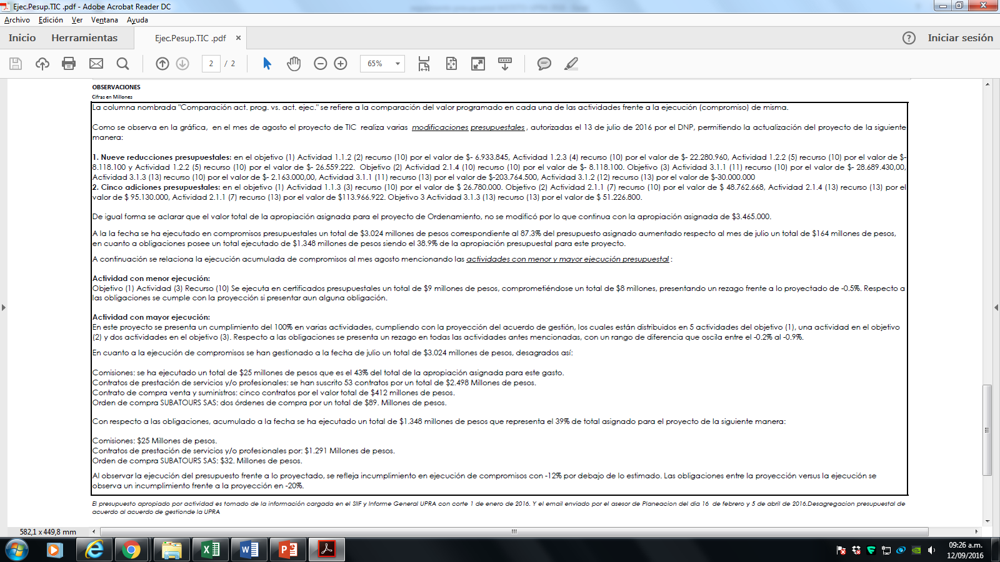 Ejec.Pesup.TIC .pdf - Adobe Acrobat Reader DC
Archivo Edición Ver Ventana Ayuda
Inicio Herramientas Ejec.Pesup.TIC .pdf × Iniciar sesión
2 / 2 65%
OBSERVACIONES
Cifras en Millones
La columna nombrada "Comparación act. prog. vs. act. ejec." se refiere a la comparación del valor programado en cada una de las actividades frente a la ejecución (compromiso) de misma.
Como se observa en la gráfica, en el mes de agosto el proyecto de TIC realiza varias modificaciones presupuestales , autorizadas el 13 de julio de 2016 por el DNP, permitiendo la actualización del proyecto de la siguiente
manera:
1. Nueve reducciones presupuestales: en el objetivo (1) Actividad 1.1.2 (2) recurso (10) por el valor de $- 6.933.845, Actividad 1.2.3 (4) recurso (10) por el valor de $- 22.280.960, Actividad 1.2.2 (5) recurso (10) por el valor de $-
8.118.100 y Actividad 1.2.2 (5) recurso (10) por el valor de $- 26.559.222. Objetivo (2) Actividad 2.1.4 (10) recurso (10) por el valor de $- 8.118.100. Objetivo (3) Actividad 3.1.1 (11) recurso (10) por el valor de $- 28.689.430,00,
Actividad 3.1.3 (13) recurso (10) por el valor de $- 2.163.000,00, Actividad 3.1.1 (11) recurso (13) por el valor de $-203.764.500, Actividad 3.1.2 (12) recurso (13) por el valor de $-30.000.000
2. Cinco adiciones presupuestales: en el objetivo (1) Actividad 1.1.3 (3) recurso (10) por el valor de $ 26.780.000. Objetivo (2) Actividad 2.1.1 (7) recurso (10) por el valor de $ 48.762.668, Actividad 2.1.4 (13) recurso (13) por el
valor de $ 95.130.000, Actividad 2.1.1 (7) recurso (13) por el valor de $113.966.922. Objetivo 3 Actividad 3.1.3 (13) recurso (13) por el valor de $ 51.226.800.
De igual forma se aclarar que el valor total de la apropiación asignada para el proyecto de Ordenamiento, no se modificó por lo que continua con la apropiación asignada de $3.465.000.
A la la fecha se ha ejecutado en compromisos presupuestales un total de $3.024 millones de pesos correspondiente al 87.3% del presupuesto asignado aumentado respecto al mes de julio un total de $164 millones de pesos,
en cuanto a obligaciones posee un total ejecutado de $1.348 millones de pesos siendo el 38.9% de la apropiación presupuestal para este proyecto.
A continuación se relaciona la ejecución acumulada de compromisos al mes agosto mencionando las actividades con menor y mayor ejecución presupuestal :
Actividad con menor ejecución:
Objetivo (1) Actividad (3) Recurso (10) Se ejecuta en certificados presupuestales un total de $9 millones de pesos, comprometiéndose un total de $8 millones, presentando un rezago frente a lo proyectado de -0.5%. Respecto a
las obligaciones se cumple con la proyección si presentar aun alguna obligación.
Actividad con mayor ejecución:
En este proyecto se presenta un cumplimiento del 100% en varias actividades, cumpliendo con la proyección del acuerdo de gestión, los cuales están distribuidos en 5 actividades del objetivo (1), una actividad en el objetivo
(2) y dos actividades en el objetivo (3). Respecto a las obligaciones se presenta un rezago en todas las actividades antes mencionadas, con un rango de diferencia que oscila entre el -0.2% al -0.9%.
En cuanto a la ejecución de compromisos se han gestionado a la fecha de julio un total de $3.024 millones de pesos, desagrados así:
Comisiones: se ha ejecutado un total de $25 millones de pesos que es el 43% del total de la apropiación asignada para este gasto.
Contratos de prestación de servicios y/o profesionales: se han suscrito 53 contratos por un total de $2.498 Millones de pesos.
Contrato de compra venta y suministros: cinco contratos por el valor total de $412 millones de pesos.
Orden de compra SUBATOURS SAS: dos órdenes de compra por un total de $89. Millones de pesos.
Con respecto a las obligaciones, acumulado a la fecha se ha ejecutado un total de $1.348 millones de pesos que representa el 39% de total asignado para el proyecto de la siguiente manera:
Comisiones: $25 Millones de pesos.
Contratos de prestación de servicios y/o profesionales por: $1.291 Millones de pesos.
Orden de compra SUBATOURS SAS: $32. Millones de pesos.
Al observar la ejecución del presupuesto frente a lo proyectado, se refleja incumplimiento en ejecución de compromisos con -12% por debajo de lo estimado. Las obligaciones entre la proyección versus la ejecución se
observa un incumplimiento frente a la proyección en -20%.
El presupuesto apropiado por actividad es tomado de la información cargada en el SIIF y Informe General UPRA con corte 1 de enero de 2016. Y el email enviado por el asesor de Planeacion del dia 16 de febrero y 5 de abril de 2016.Desagregacion presupuestal de
acuerdo al acuerdo de gestionde la UPRA
582,1 x 449,8 mm
09:26 a.m.
12/09/2016